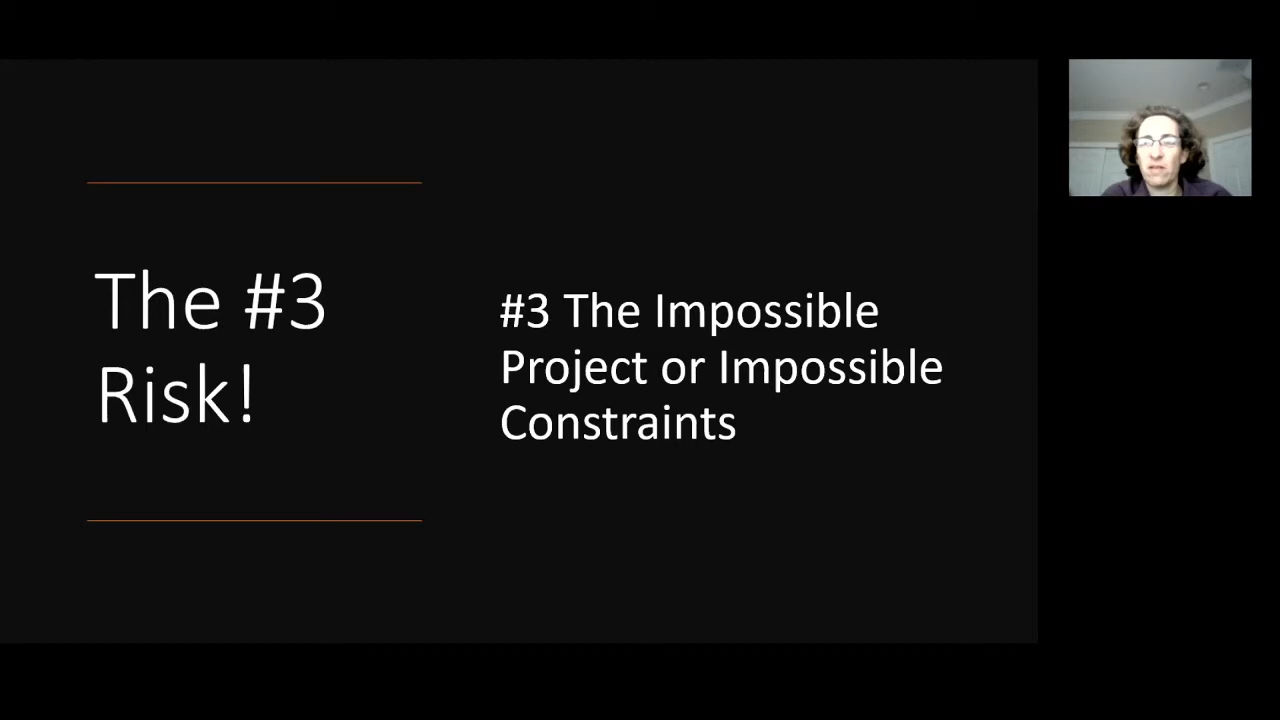 The #3
Risk!
#3 The Impossible
Project or Impossible
Constraints